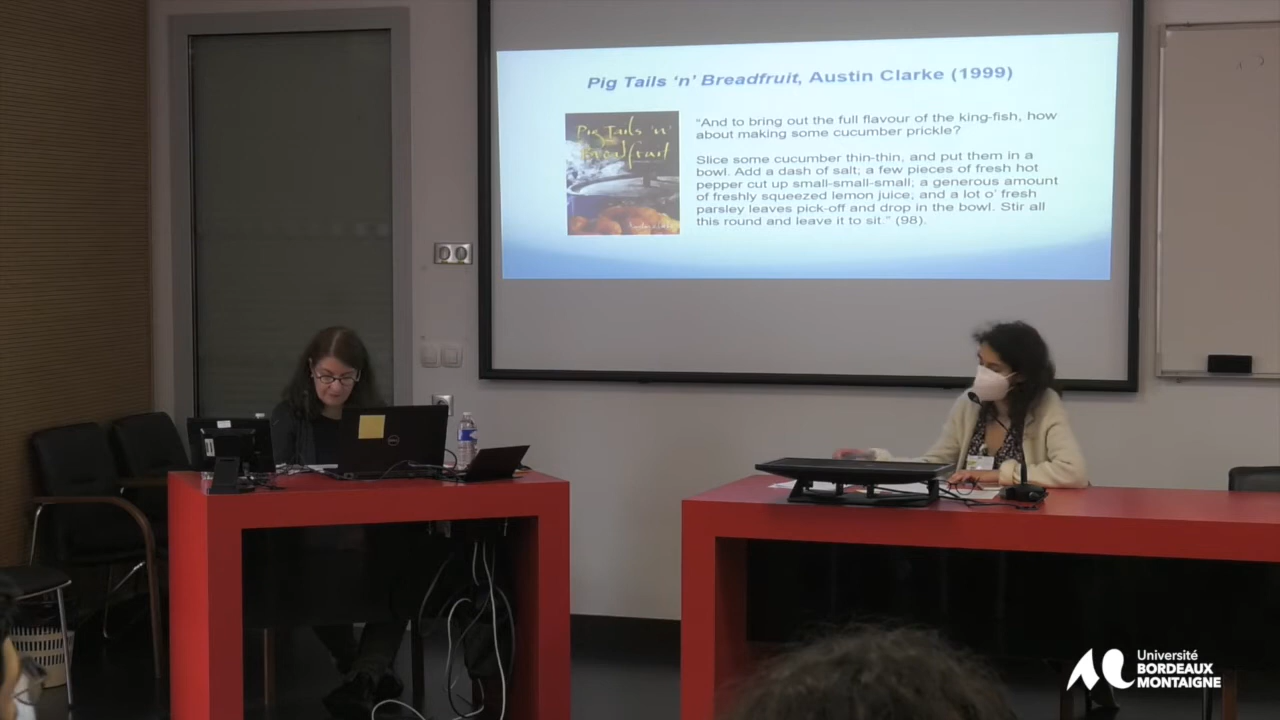 Pig Tails ‘n’ Breadfruit, Austin Clarke (1999)
Pig Tails 'n'
Breadfruit
“And to bring out the full flavour of the king-fish, how
about making some cucumber prickle?
Slice some cucumber thin-thin, and put them in a
bowl. Add a dash of salt; a few pieces of fresh hot
pepper cut up small-small-small; a generous amount
of freshly squeezed lemon juice; and a lot o’ fresh
parsley leaves pick-off and drop in the bowl. Stir all
this round and leave it to sit.” (98).
Université
BORDEAUX
MONTAIGNE